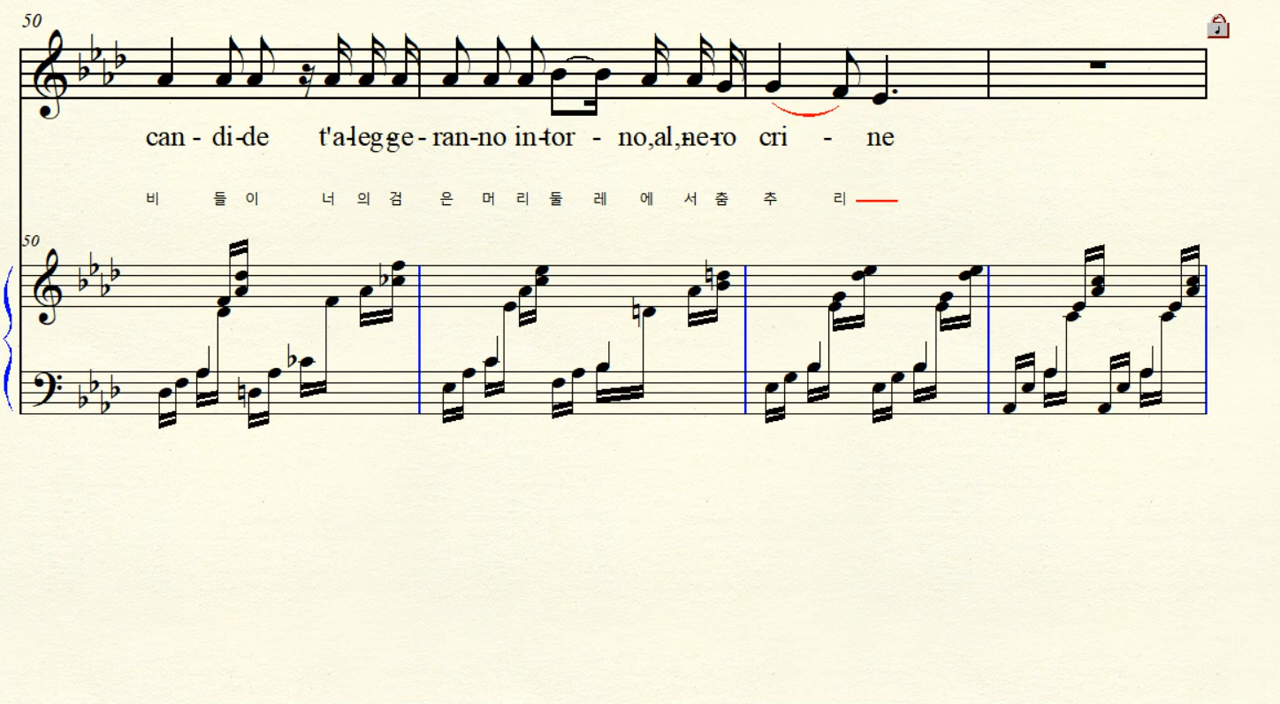 50
can - di-de t'a-leg-ge - ran-no in-tor - no,al,ne-ro cri - ne
비 들 이 너 의 검 은 머 리 둘 레 에 서 춤 추 리
50